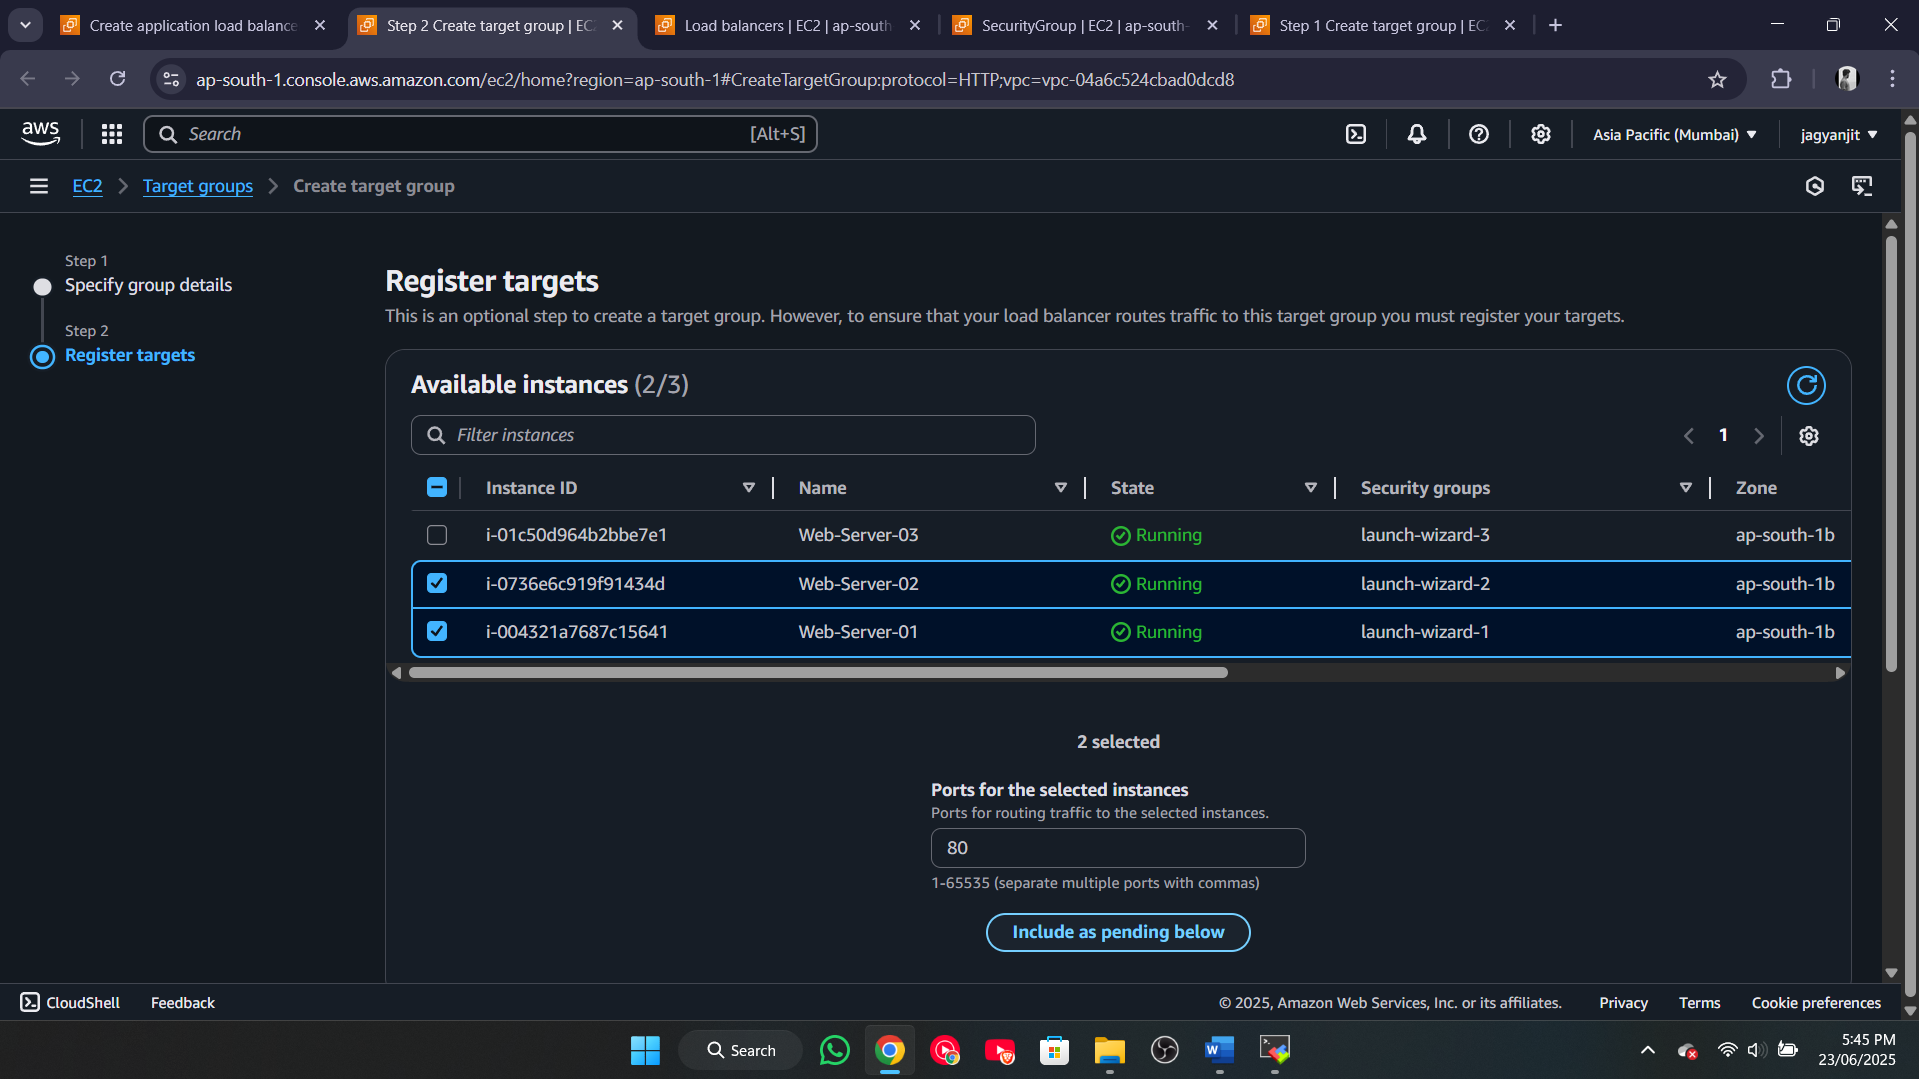 Create application load balance
Step 2 Create target group | EC2
Load balancers | EC2 | ap-south
SecurityGroup | EC2 | ap-south-
Step 1 Create target group | EC2
ap-south-1.console.aws.amazon.com/ec2/home?region=ap-south-1#CreateTargetGroup:protocol=HTTP;vpc=vpc-04a6c524cbad0dcd8
aws
Search
[Alt+S]
Asia Pacific (Mumbai)
jagyanjit
EC2
Target groups
Create target group
Step 1
Specify group details
Step 2
Register targets
Register targets
This is an optional step to create a target group. However, to ensure that your load balancer routes traffic to this target group you must register your targets.
Available instances (2/3)
Filter instances
1
Instance ID Name State Security groups Zone
i-01c50d964b2bbe7e1 Web-Server-03 Running launch-wizard-3 ap-south-1b
i-0736e6c919f91434d Web-Server-02 Running launch-wizard-2 ap-south-1b
i-004321a7687c15641 Web-Server-01 Running launch-wizard-1 ap-south-1b
2 selected
Ports for the selected instances
Ports for routing traffic to the selected instances.
80
1-65535 (separate multiple ports with commas)
Include as pending below
CloudShell
Feedback
© 2025, Amazon Web Services, Inc. or its affiliates.
Privacy
Terms
Cookie preferences
Search
5:45 PM
23/06/2025